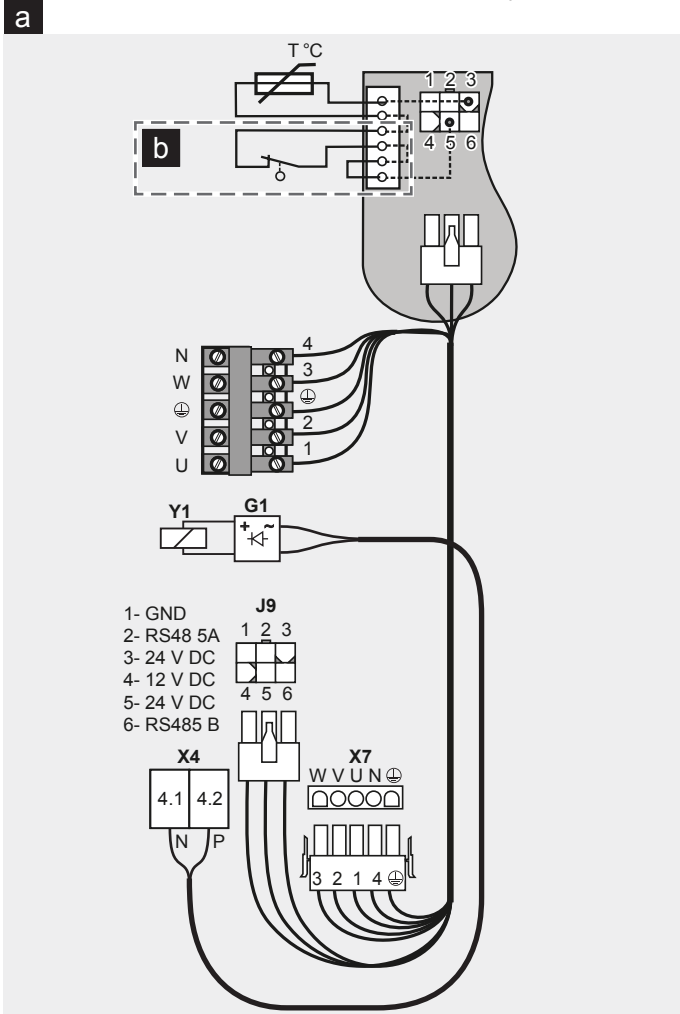 a
T °C
1 2 3
b
4 5 6
N
4
W
3
V
2
U
1
Y1
G1
+ ~
1- GND
J9
2- RS48 5A
1 2 3
3- 24 V DC
4- 12 V DC
5- 24 V DC
4 5 6
6- RS485 B
X4
X7
W V U N
4.1 4.2
N P
3 2 1 4